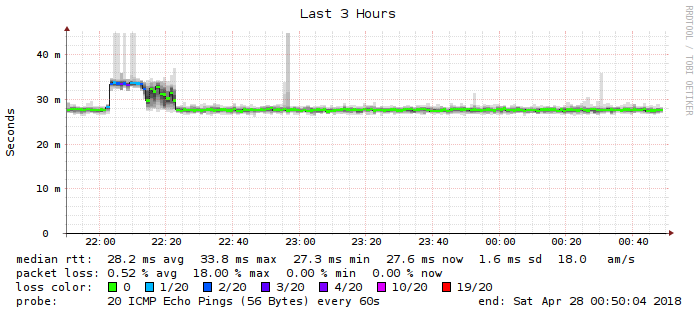 Last 3 Hours
RRDTOOL / TOBI OETIKER
Seconds
40 m
30 m
20 m
10 m
0
22:00 22:20 22:40 23:00 23:20 23:40 00:00 00:20 00:40
median rtt: 28.2 ms avg 33.8 ms max 27.3 ms min 27.6 ms now 1.6 ms sd 18.0 am/s
packet loss: 0.52 % avg 18.00 % max 0.00 % min 0.00 % now
loss color: 0 1/20 2/20 3/20 4/20 10/20 19/20
probe: 20 ICMP Echo Pings (56 Bytes) every 60s end: Sat Apr 28 00:50:04 2018